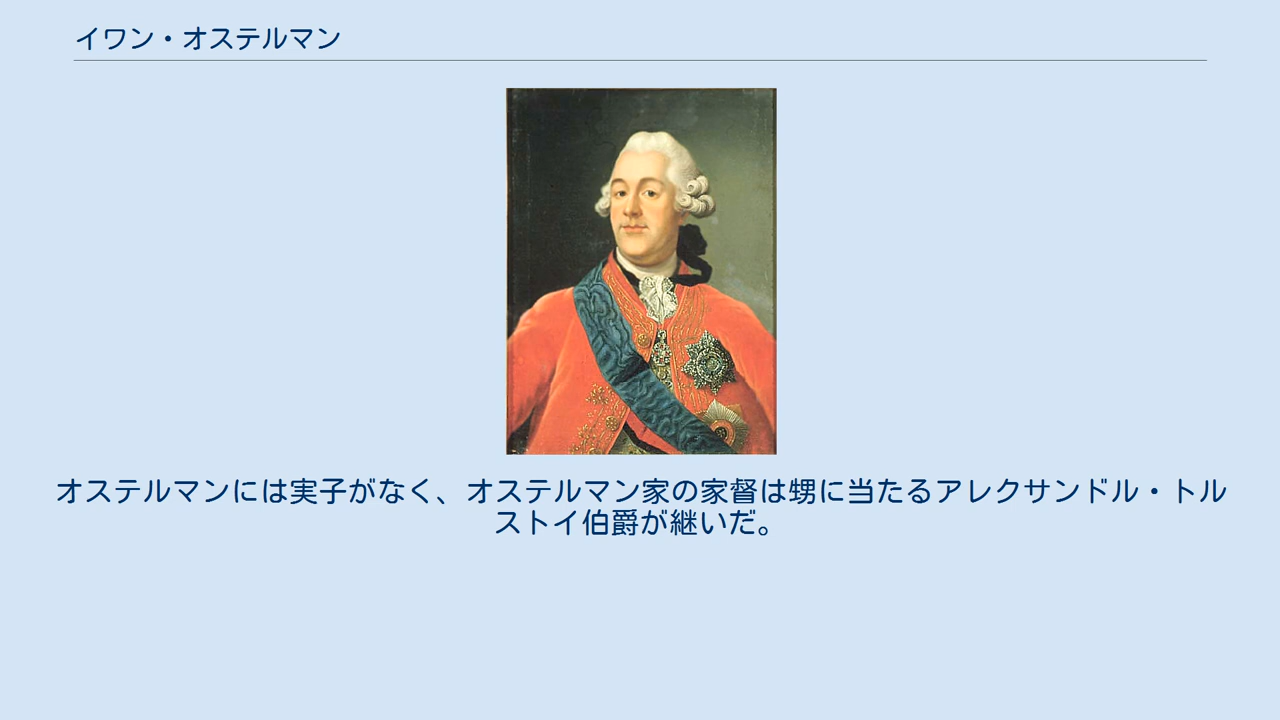 イワン・オステルマン
オステルマンには実子がなく、オステルマン家の家督は甥に当たるアレクサンドル・トル
ストイ伯爵が継いだ。